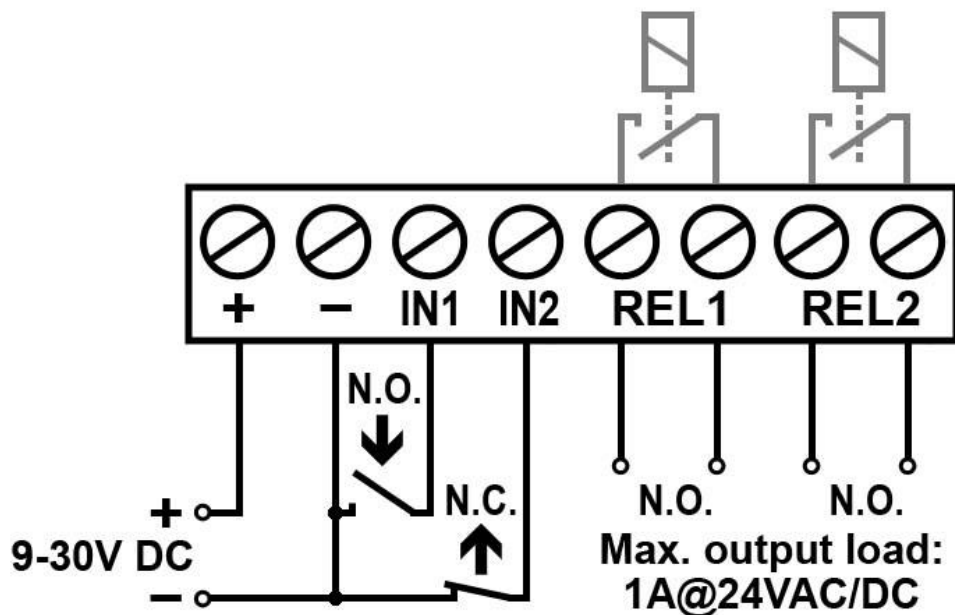 + − IN1 IN2 REL1 REL2
N.O.
N.C.
N.O. N.O.
+
9-30V DC
−
Max. output load:
1A@24VAC/DC